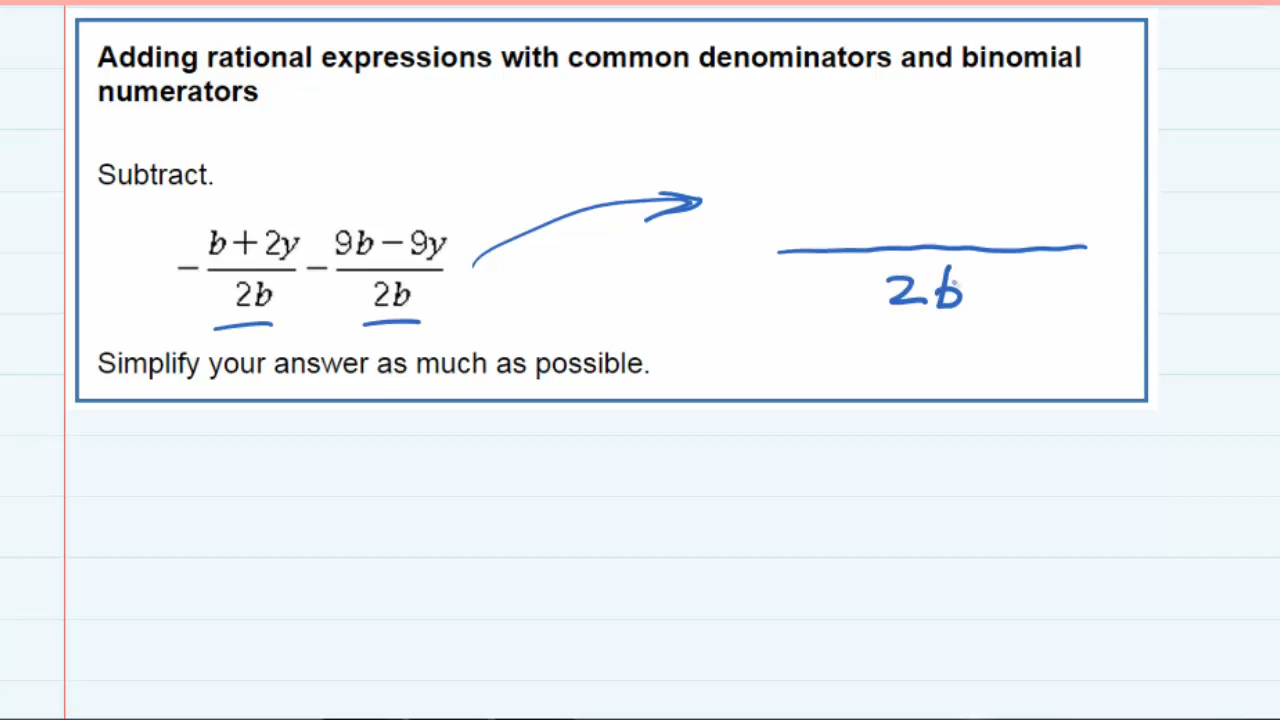 Adding rational expressions with common denominators and binomial
numerators
Subtract.
− (b + 2y)/(2b) − (9b − 9y)/(2b)
2b
Simplify your answer as much as possible.